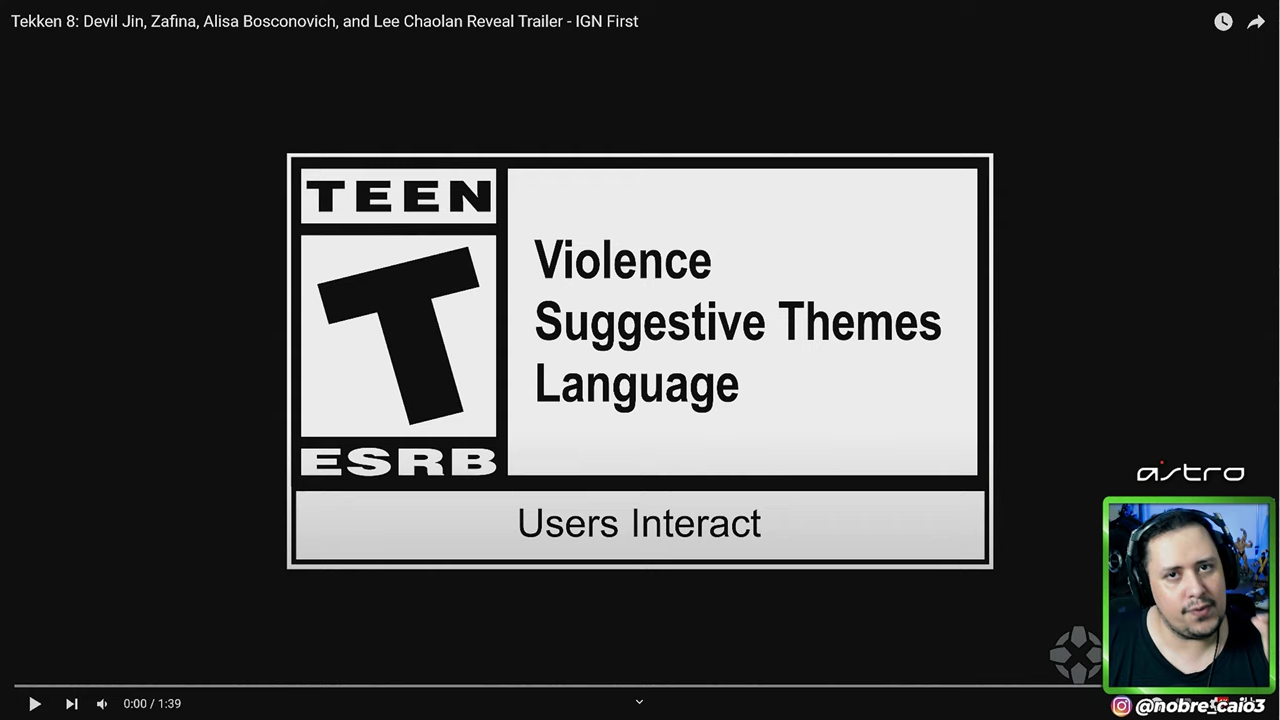 Tekken 8: Devil Jin, Zafina, Alisa Bosconovich, and Lee Chaolan Reveal Trailer - IGN First
TEEN
T
ESRB
Violence
Suggestive Themes
Language
Users Interact
astro
0:00 / 1:39
@nobre_caio3